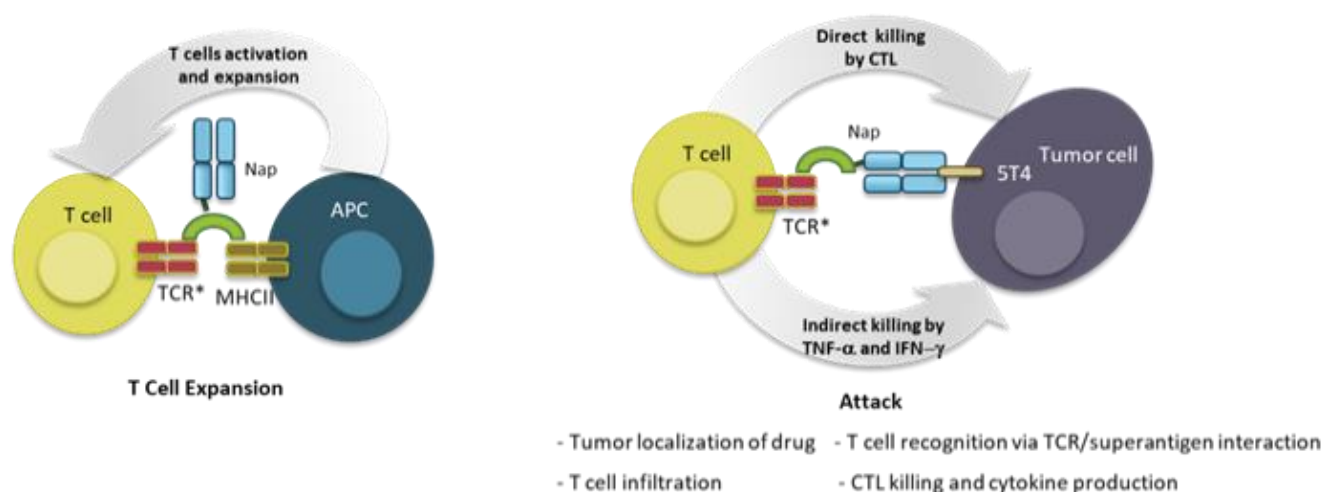 T cells activation
and expansion
Nap
T cell
APC
TCR*
MHCII
T Cell Expansion
Direct killing
by CTL
Nap
T cell
Tumor cell
5T4
TCR*
Indirect killing by
TNF-α and IFN-γ
Attack
- Tumor localization of drug
- T cell recognition via TCR/superantigen interaction
- T cell infiltration
- CTL killing and cytokine production